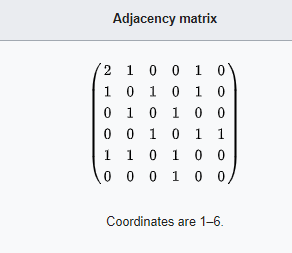 Adjacency matrix
2 1 0 0 1 0
1 0 1 0 1 0
0 1 0 1 0 0
0 0 1 0 1 1
1 1 0 1 0 0
0 0 0 1 0 0
Coordinates are 1–6.